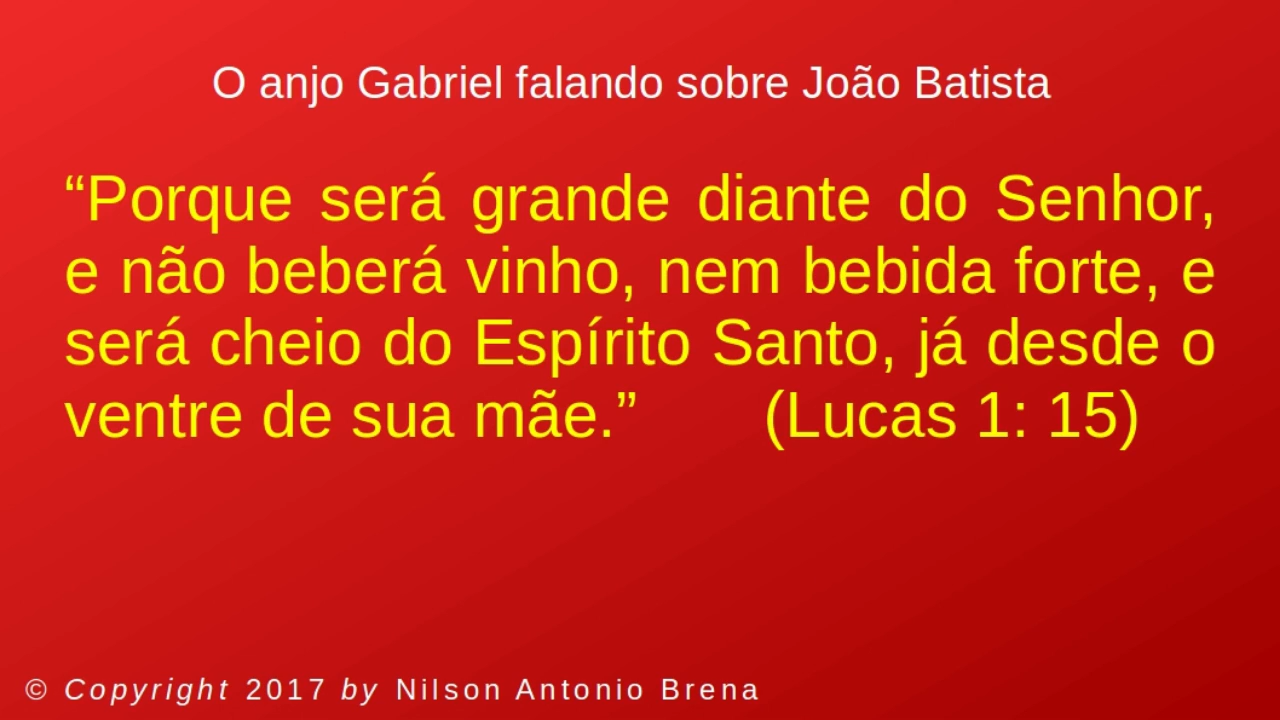 O anjo Gabriel falando sobre João Batista
“Porque será grande diante do Senhor,
e não beberá vinho, nem bebida forte, e
será cheio do Espírito Santo, já desde o
ventre de sua mãe.” (Lucas 1: 15)
© Copyright 2017 by Nilson Antonio Brena